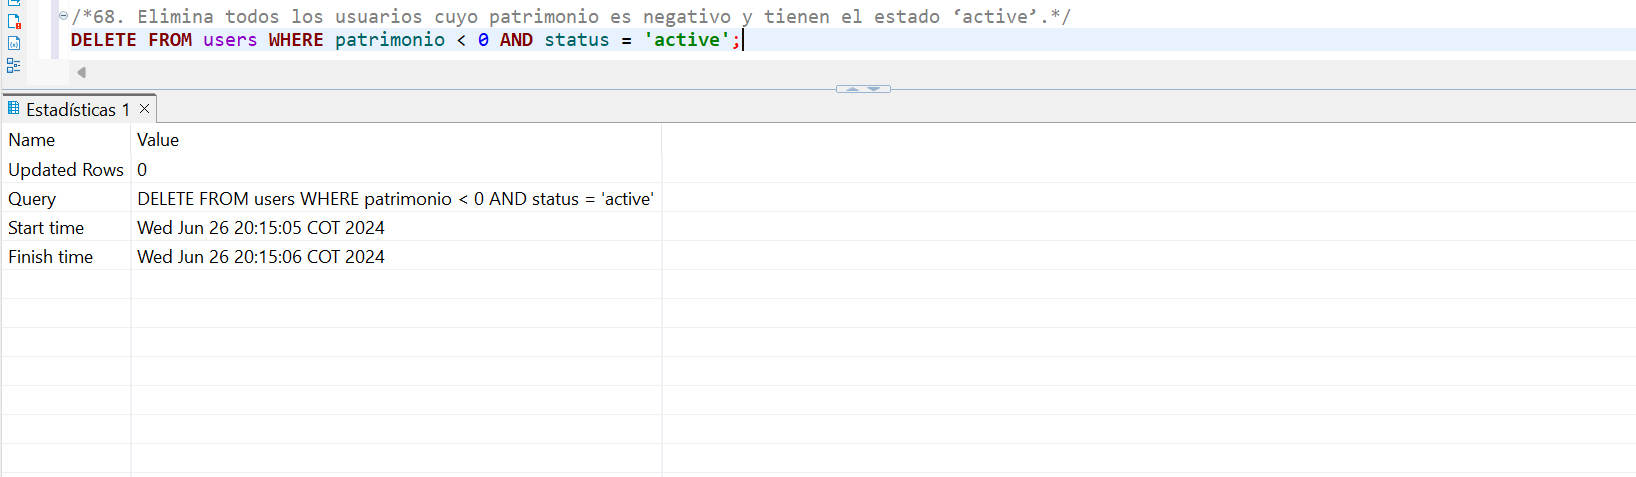 /*68. Elimina todos los usuarios cuyo patrimonio es negativo y tienen el estado ‘active’.*/
DELETE FROM users WHERE patrimonio < 0 AND status = 'active';
Estadísticas 1
Name Value
Updated Rows 0
Query DELETE FROM users WHERE patrimonio < 0 AND status = 'active'
Start time Wed Jun 26 20:15:05 COT 2024
Finish time Wed Jun 26 20:15:06 COT 2024